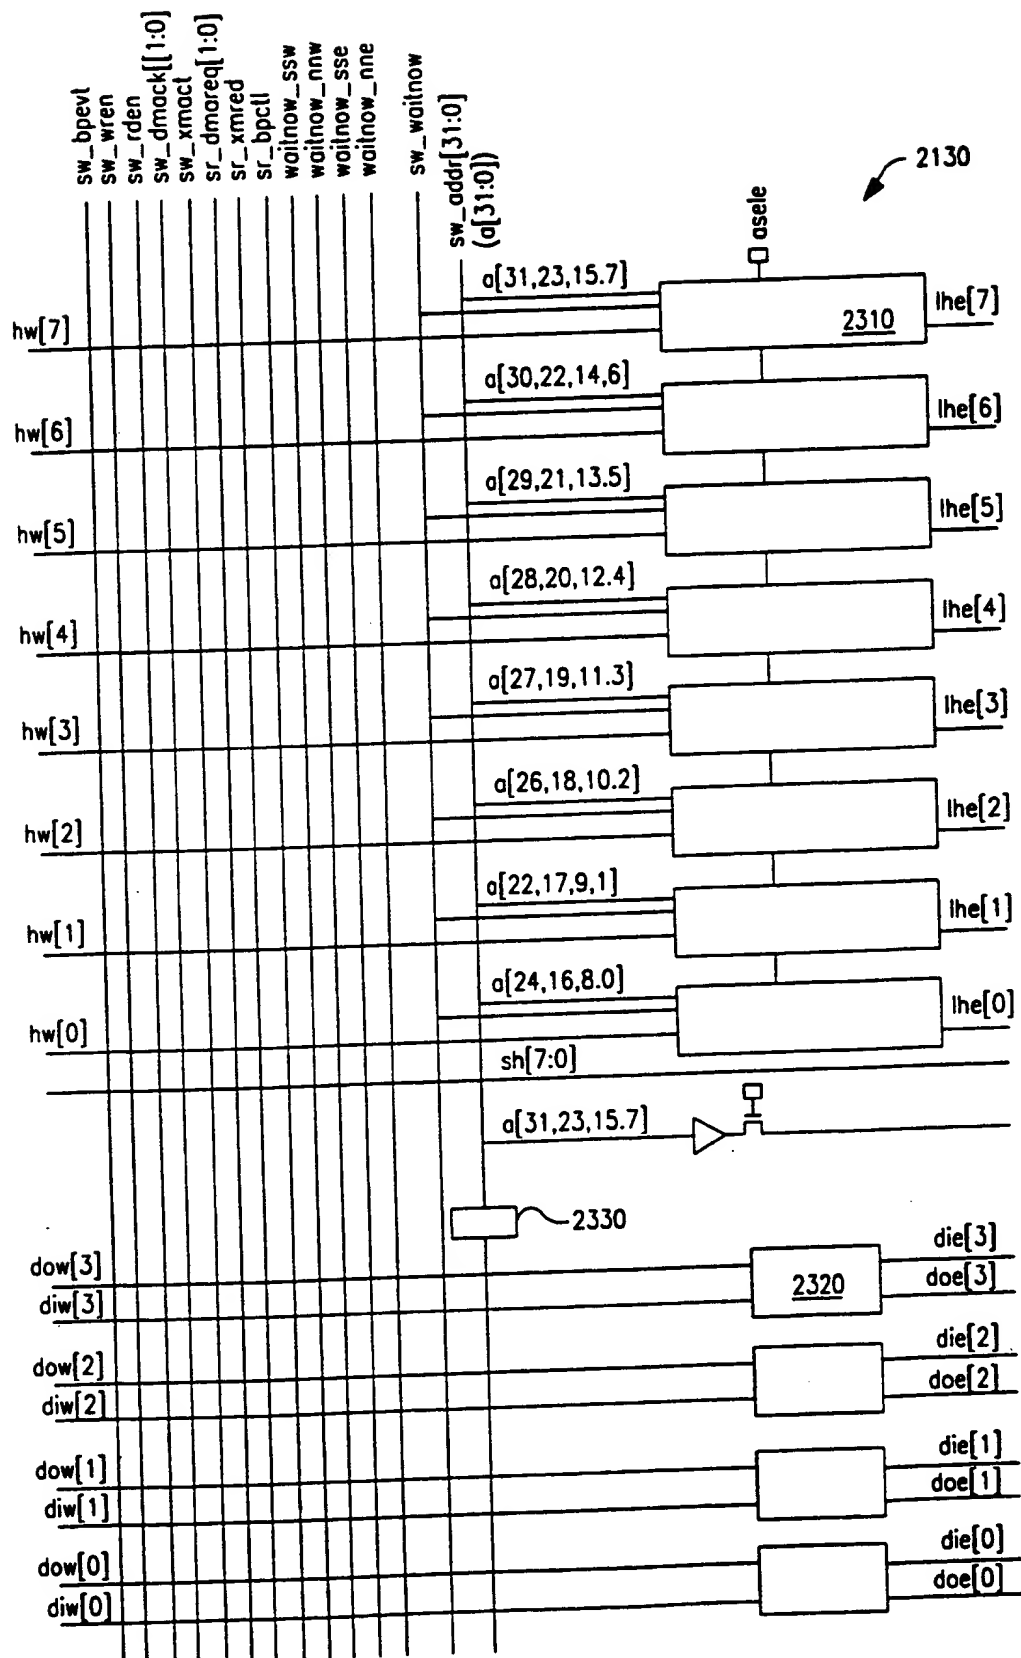 sw_bpevt
sw_wren
sw_rden
sw_dmack[[1:0]
sw_xmact
sr_dmareq[1:0]
sr_xmred
sr_bpctl
waitnow_ssw
waitnow_nnw
waitnow_sse
waitnow_nne
sw_waitnow
sw_addr[31:0]
(a[31:0])
2130
asele
a[31,23,15.7]
hw[7]
2310
lhe[7]
a[30,22,14,6]
hw[6]
lhe[6]
a[29,21,13.5]
hw[5]
lhe[5]
a[28,20,12.4]
hw[4]
lhe[4]
a[27,19,11.3]
hw[3]
lhe[3]
a[26,18,10.2]
hw[2]
lhe[2]
a[22,17,9,1]
hw[1]
lhe[1]
a[24,16,8.0]
hw[0]
lhe[0]
sh[7:0]
a[31,23,15.7]
2330
dow[3]
diw[3]
2320
die[3]
doe[3]
dow[2]
diw[2]
die[2]
doe[2]
dow[1]
diw[1]
die[1]
doe[1]
dow[0]
diw[0]
die[0]
doe[0]